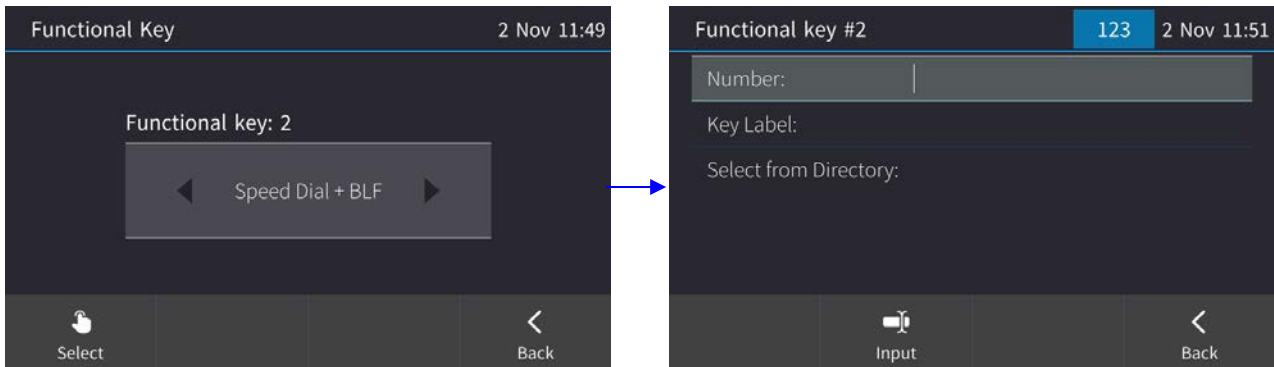 Functional Key 2 Nov 11:49
Functional key: 2
Speed Dial + BLF
Select Back
Functional key #2 123 2 Nov 11:51
Number:
Key Label:
Select from Directory:
Input Back